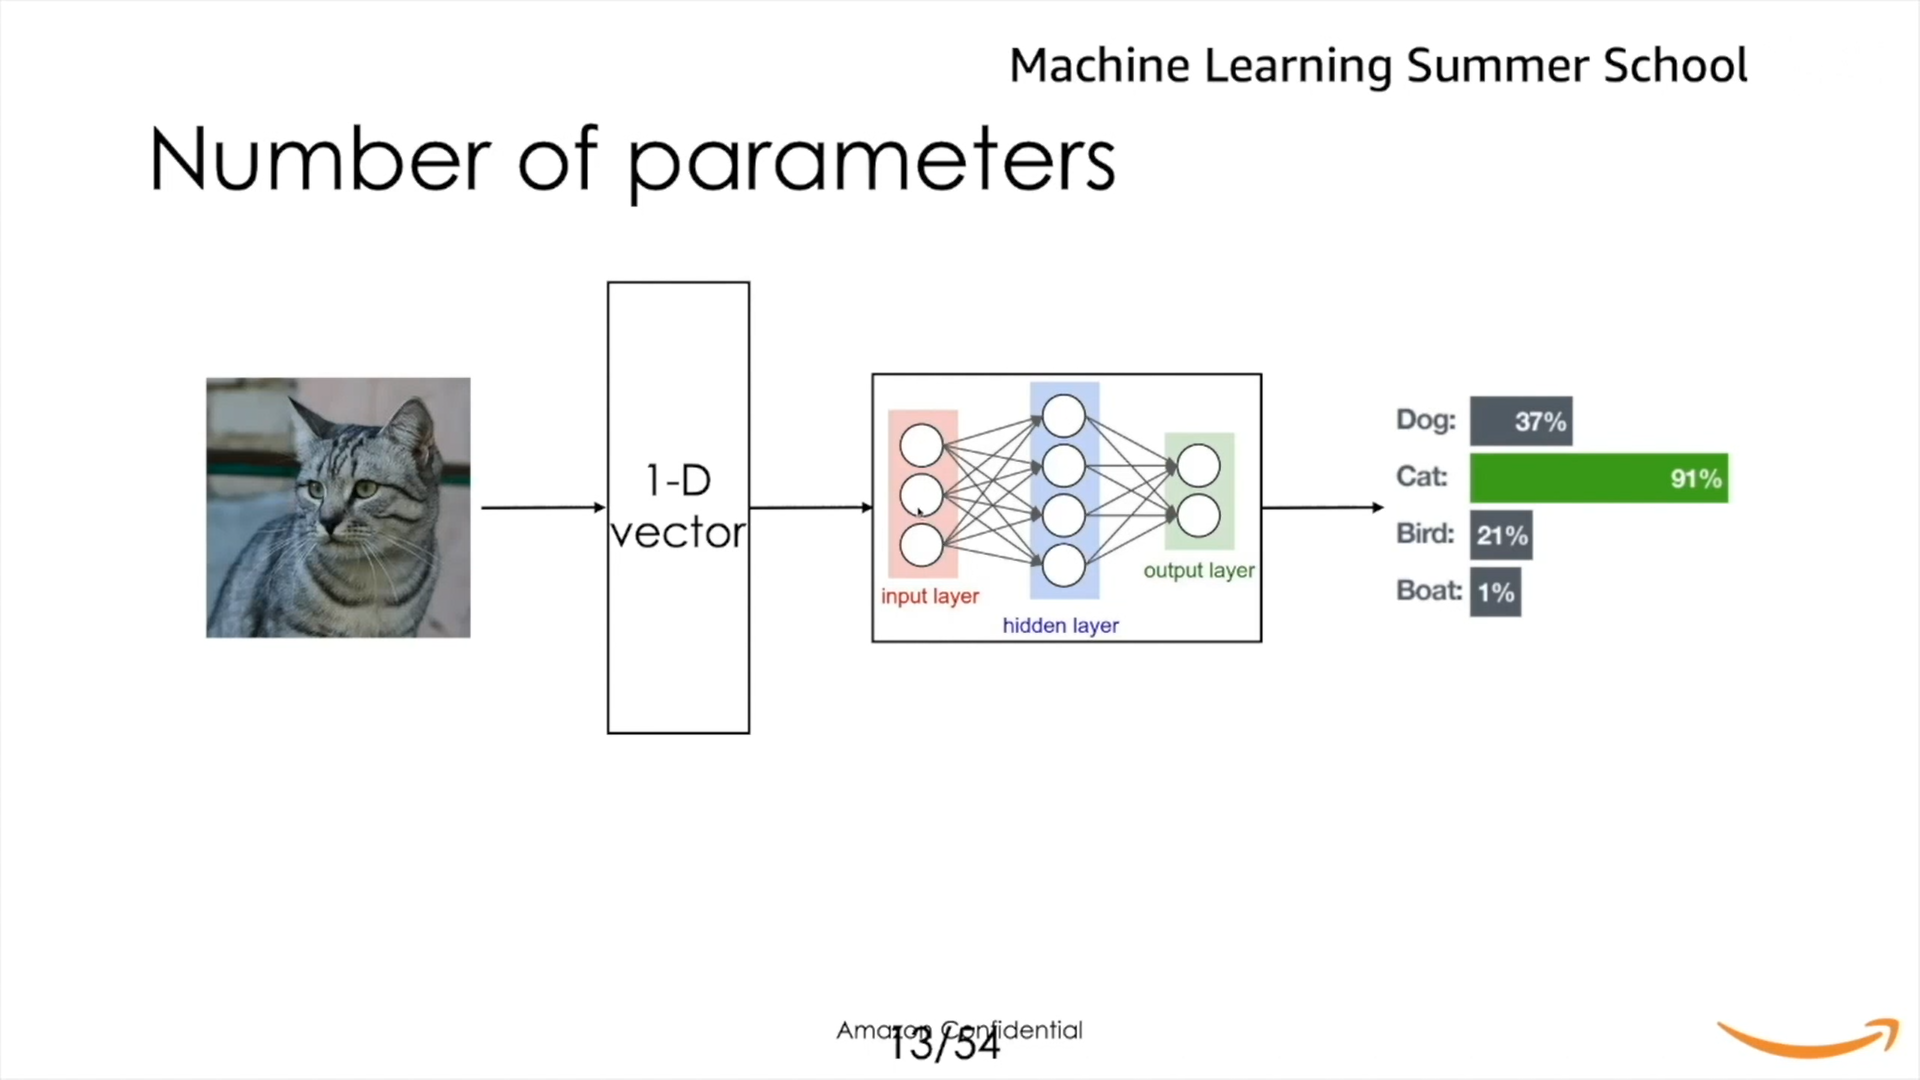 Machine Learning Summer School
Number of parameters
1-D
vector
input layer
hidden layer
output layer
Dog: 37%
Cat: 91%
Bird: 21%
Boat: 1%
Amazon Confidential
13/54